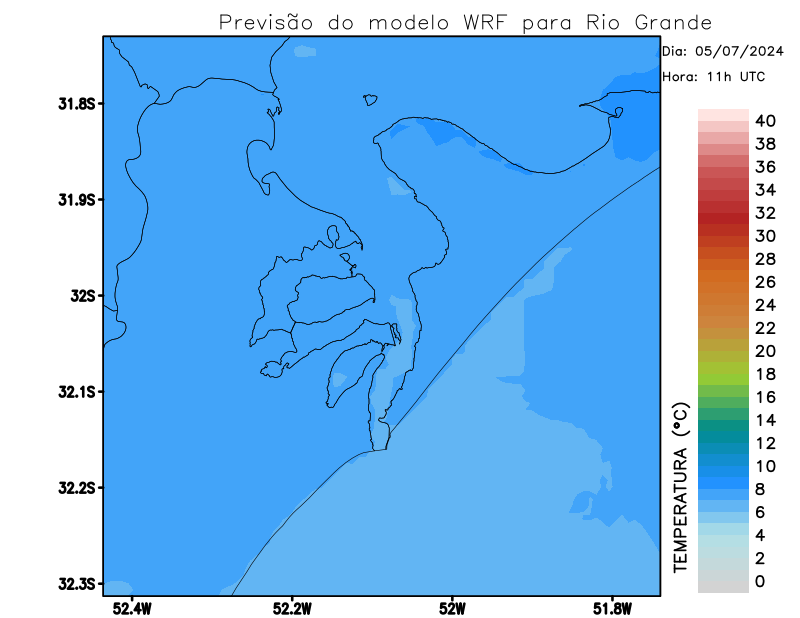 Previsão do modelo WRF para Rio Grande
Dia: 05/07/2024
Hora: 11h UTC
31.8S
31.9S
32S
32.1S
32.2S
32.3S
52.4W
52.2W
52W
51.8W
TEMPERATURA (ºC)
40
38
36
34
32
30
28
26
24
22
20
18
16
14
12
10
8
6
4
2
0